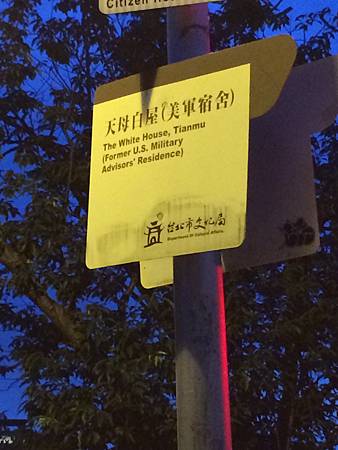 Citizen
天母白屋(美軍宿舍)
The White House, Tianmu
(Former U.S. Military
Advisors' Residence)
台北市文化局
Department of Cultural Affairs